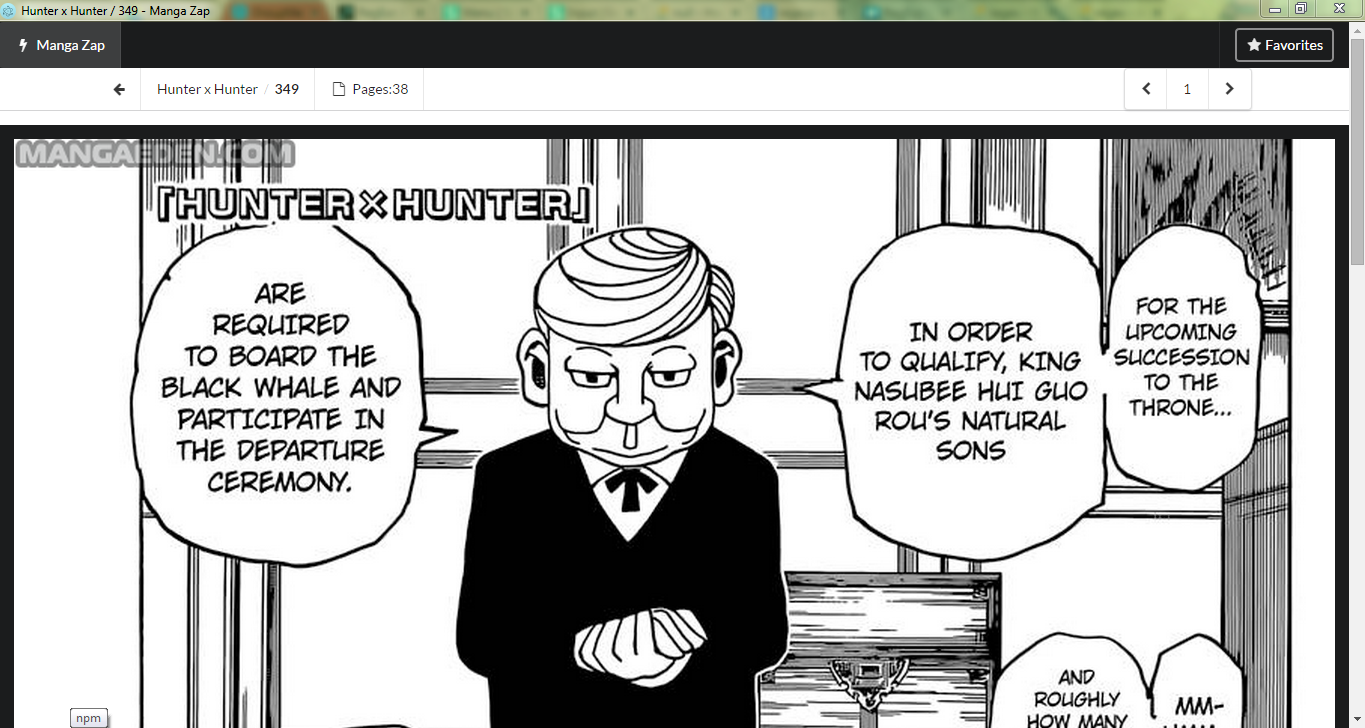 Hunter x Hunter / 349 - Manga Zap
Manga Zap
Favorites
Hunter x Hunter / 349
Pages:38
1
MANGAEDEN.COM
「HUNTER×HUNTER」
FOR THE
UPCOMING
SUCCESSION
TO THE
THRONE...
IN ORDER
TO QUALIFY, KING
NASUBEE HUI GUO
ROU'S NATURAL
SONS
ARE
REQUIRED
TO BOARD THE
BLACK WHALE AND
PARTICIPATE IN
THE DEPARTURE
CEREMONY.
MM-
AND
ROUGHLY
HOW MANY
npm